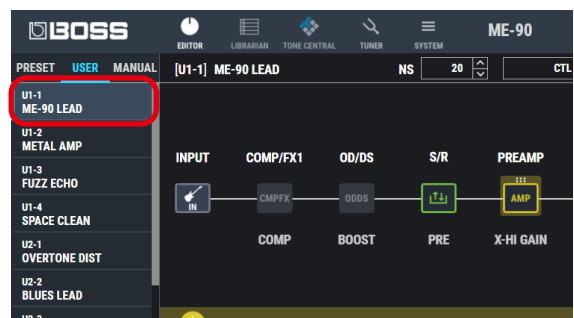 BOSS
EDITOR LIBRARIAN TONE CENTRAL TUNER SYSTEM ME-90
PRESET USER MANUAL [U1-1] ME-90 LEAD NS 20 CTL
U1-1
ME-90 LEAD
U1-2
METAL AMP
U1-3
FUZZ ECHO
U1-4
SPACE CLEAN
U2-1
OVERTONE DIST
U2-2
BLUES LEAD
INPUT COMP/FX1 OD/DS S/R PREAMP
IN CMPFX ODDS AMP
COMP BOOST PRE X-HI GAIN